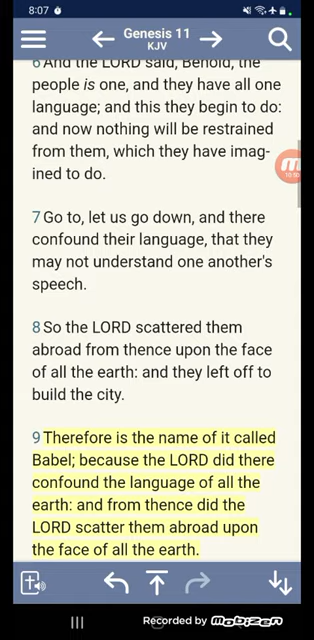 8:07
Genesis 11
KJV
6 And the LORD said, Behold, the
people is one, and they have all one
language; and this they begin to do:
and now nothing will be restrained
from them, which they have imag-
ined to do.
7 Go to, let us go down, and there
confound their language, that they
may not understand one another's
speech.
8 So the LORD scattered them
abroad from thence upon the face
of all the earth: and they left off to
build the city.
9 Therefore is the name of it called
Babel; because the LORD did there
confound the language of all the
earth: and from thence did the
LORD scatter them abroad upon
the face of all the earth.
Recorded by mobizen